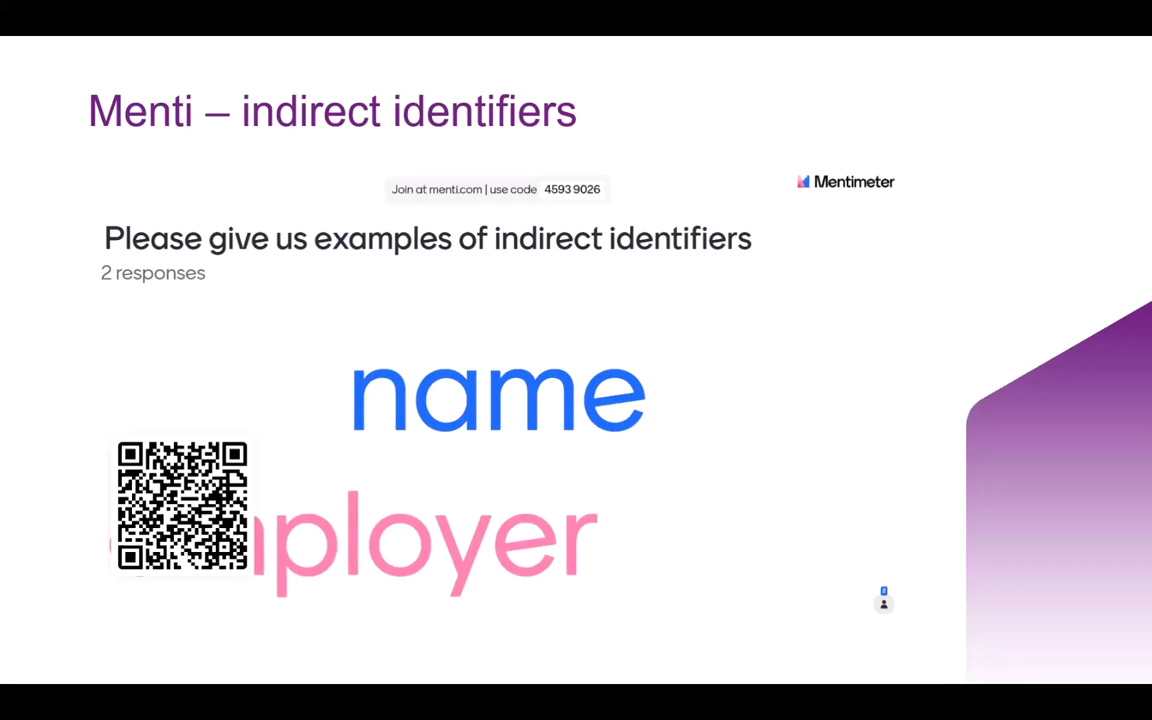 Menti – indirect identifiers
Join at menti.com | use code 4593 9026
Mentimeter
Please give us examples of indirect identifiers
2 responses
name
ployer
2